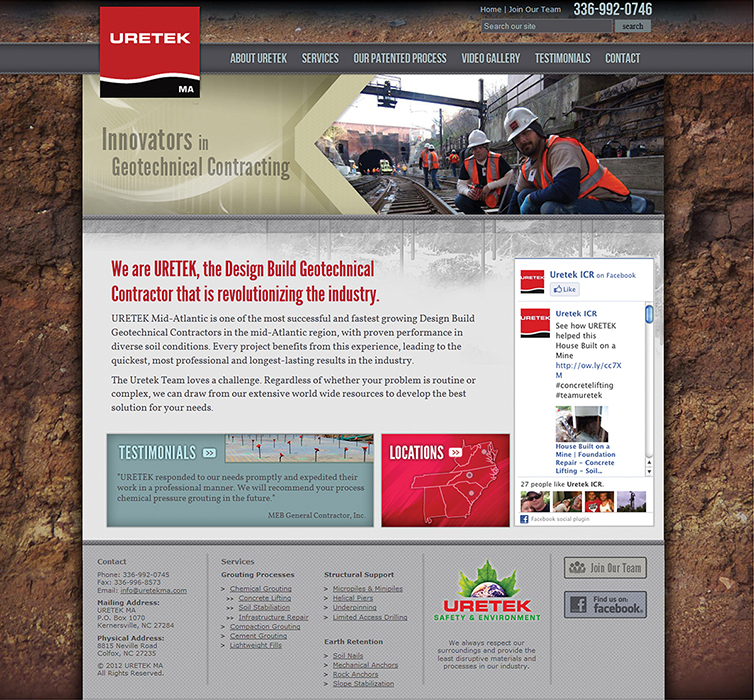 Home | Join Our Team 336-992-0746
Search our site search
URETEK
MA
ABOUT URETEK SERVICES OUR PATENTED PROCESS VIDEO GALLERY TESTIMONIALS CONTACT
Innovators in
Geotechnical Contracting
We are URETEK, the Design Build Geotechnical
Contractor that is revolutionizing the industry.
URETEK Mid-Atlantic is one of the most successful and fastest growing Design Build
Geotechnical Contractors in the mid-Atlantic region, with proven performance in
diverse soil conditions. Every project benefits from this experience, leading to the
quickest, most professional and longest-lasting results in the industry.
The Uretek Team loves a challenge. Regardless of whether your problem is routine or
complex, we can draw from our extensive world wide resources to develop the best
solution for your needs.
TESTIMONIALS >>
"URETEK responded to our needs promptly and expedited their
work in a professional manner. We will recommend your process
chemical pressure grouting in the future."
MEB General Contractor, Inc.
LOCATIONS >>
URETEK
Uretek ICR on Facebook
Like
URETEK
Uretek ICR
See how URETEK
helped this
House Built on a
Mine
http://ow.ly/cc7X
M
#concretelifting
#teamuretek
House Built on a
Mine | Foundation
Repair - Concrete
Lifting - Soil...
27 people like Uretek ICR.
Facebook social plugin
Contact
Phone: 336-992-0745
Fax: 336-996-8573
Email: info@uretekma.com
Mailing Address:
URETEK MA
P.O. Box 1070
Kernersville, NC 27284
Physical Address:
8815 Neville Road
Colfox, NC 27235
© 2012 URETEK MA
All Rights Reserved.
Services
Grouting Processes
> Chemical Grouting
>> Concrete Lifting
>> Soil Stabiliation
>> Infrastructure Repair
> Compaction Grouting
> Cement Grouting
> Lightweight Fills
Structural Support
> Micropiles & Minipiles
> Helical Piers
> Underpinning
> Limited Access Drilling
Earth Retention
> Soil Nails
> Mechanical Anchors
> Rock Anchors
> Slope Stabilization
URETEK
SAFETY & ENVIRONMENT
We always respect our
surroundings and provide the
least disruptive materials and
processes in our industry.
Join Our Team
Find us on:
facebook.